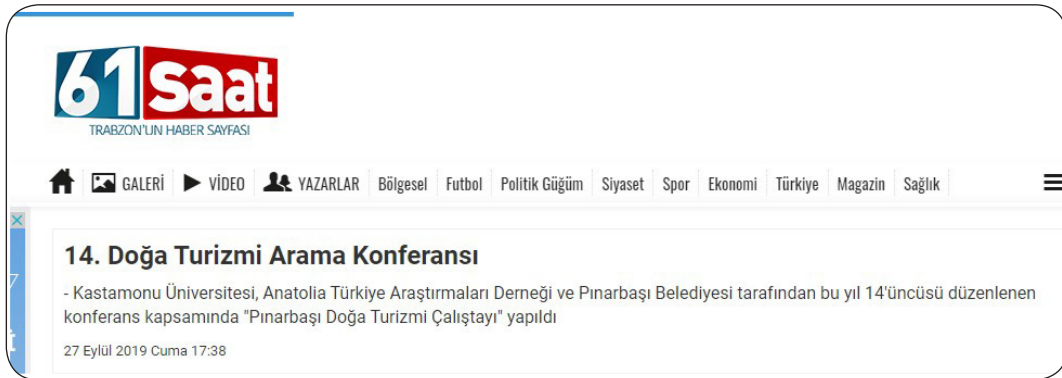 61saat
TRABZON'UN HABER SAYFASI
GALERİ VİDEO YAZARLAR Bölgesel Futbol Politik Güğüm Siyaset Spor Ekonomi Türkiye Magazin Sağlık
14. Doğa Turizmi Arama Konferansı
- Kastamonu Üniversitesi, Anatolia Türkiye Araştırmaları Derneği ve Pınarbaşı Belediyesi tarafından bu yıl 14'üncüsü düzenlenen
konferans kapsamında "Pınarbaşı Doğa Turizmi Çalıştayı" yapıldı
27 Eylül 2019 Cuma 17:38